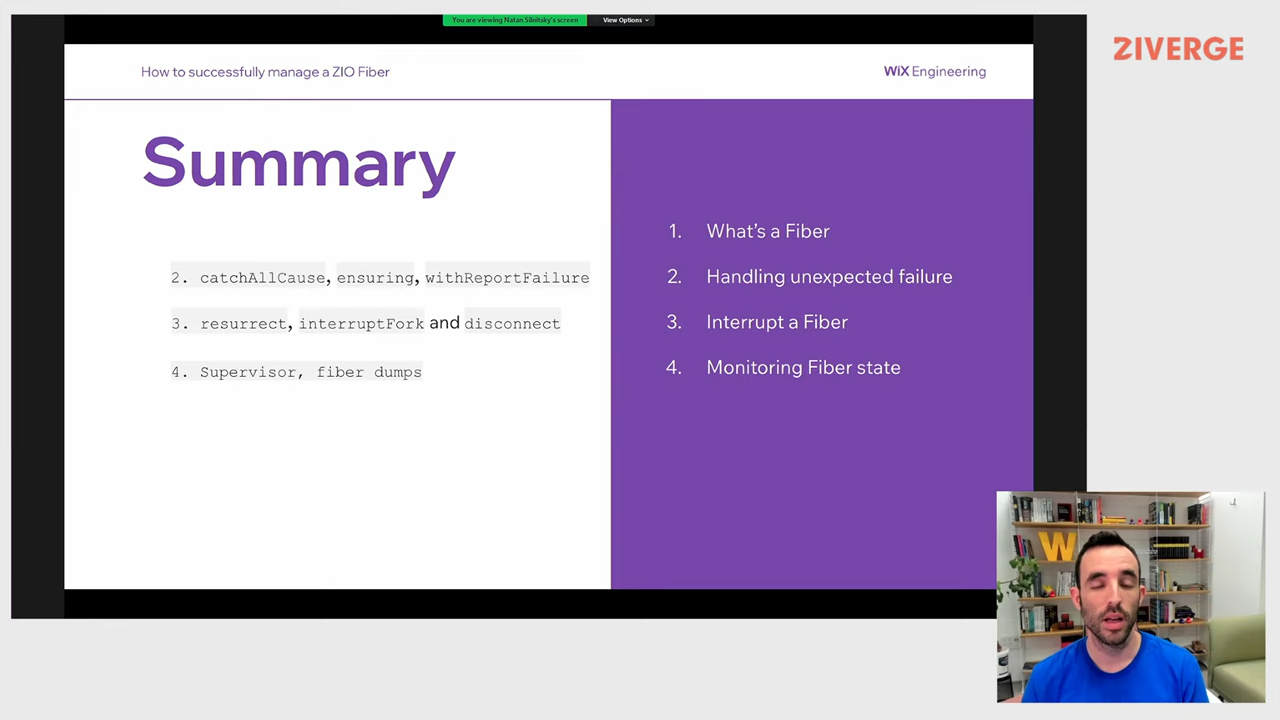 You are viewing Natan Silnitsky's screen View Options
ZIVERGE
How to successfully manage a ZIO Fiber
WiX Engineering
Summary
2. catchAllCause, ensuring, withReportFailure
3. resurrect, interruptFork and disconnect
4. Supervisor, fiber dumps
1. What's a Fiber
2. Handling unexpected failure
3. Interrupt a Fiber
4. Monitoring Fiber state
W